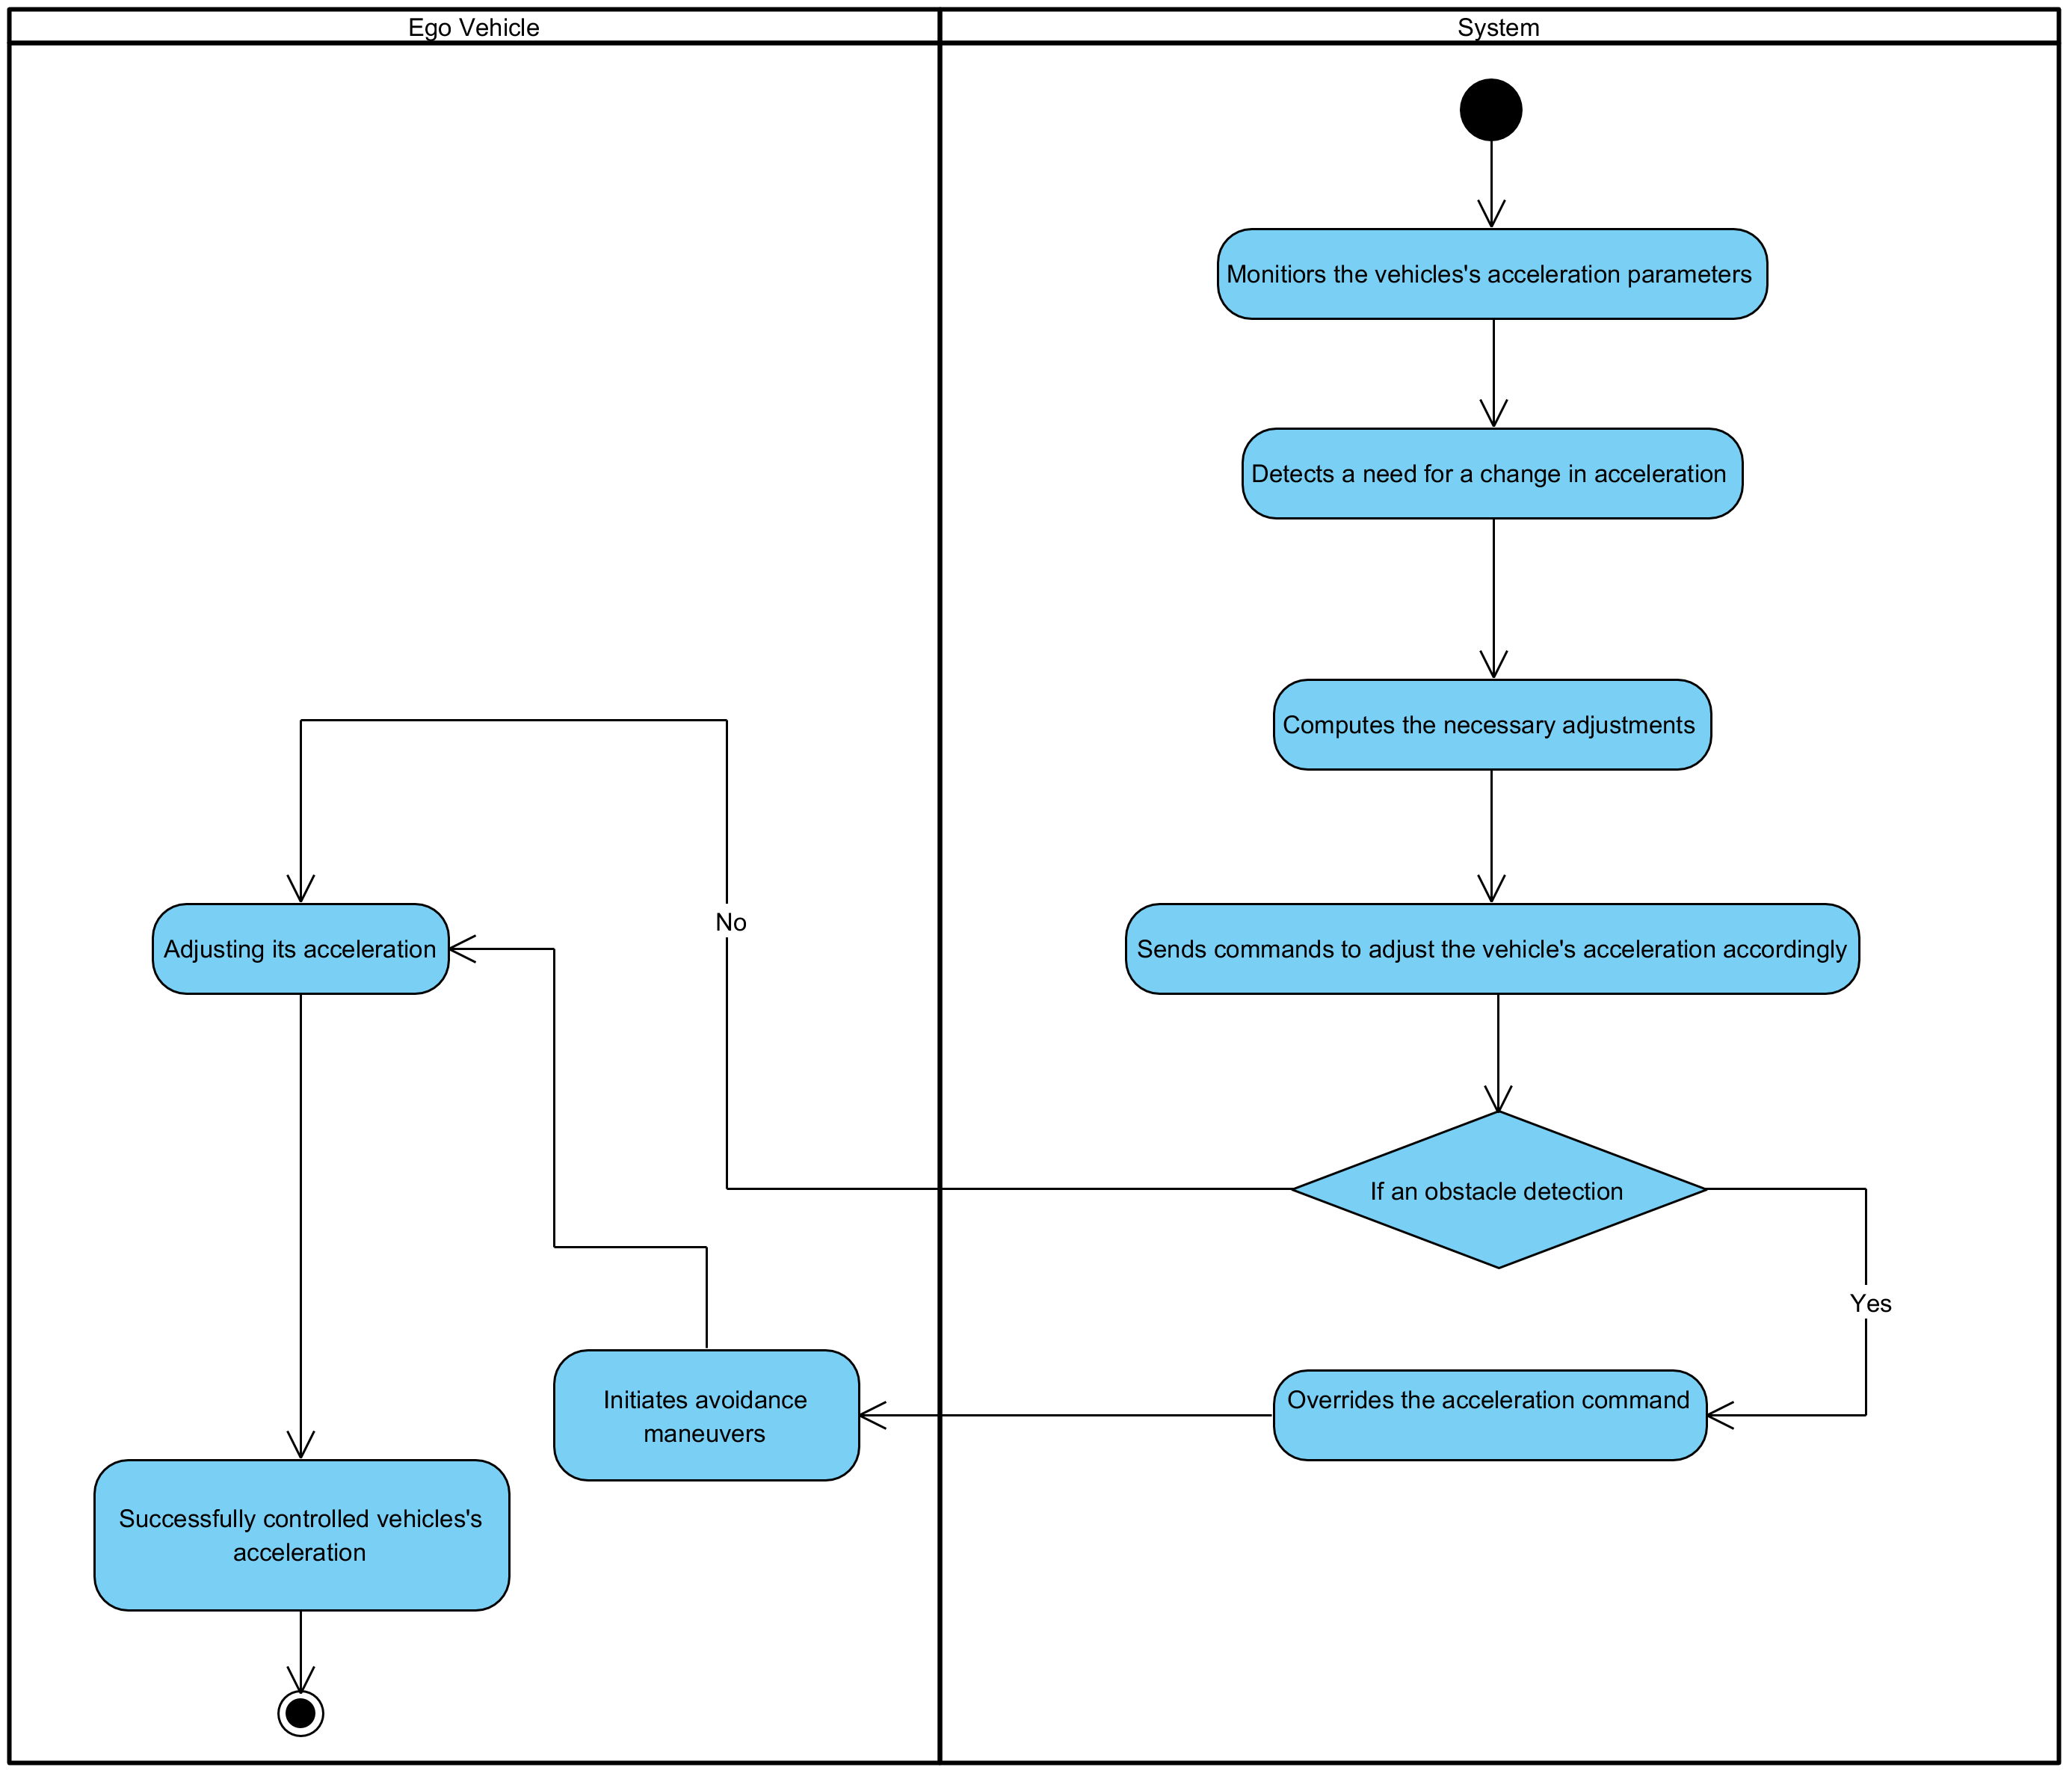 Ego Vehicle
System
Monitiors the vehicles's acceleration parameters
Detects a need for a change in acceleration
Computes the necessary adjustments
Adjusting its acceleration
No
Sends commands to adjust the vehicle's acceleration accordingly
If an obstacle detection
Yes
Initiates avoidance
maneuvers
Overrides the acceleration command
Successfully controlled vehicles's
acceleration